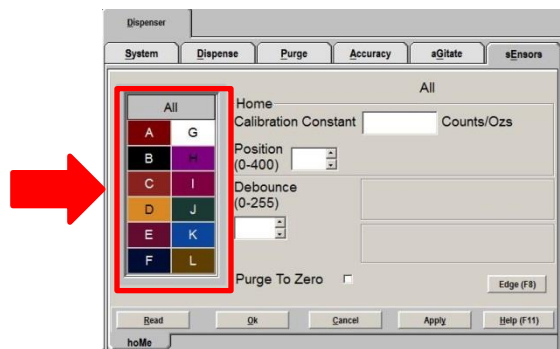 Dispenser
System Dispense Purge Accuracy aGitate sEnsors
All
All
A G
B H
C I
D J
E K
F L
Home
Calibration Constant Counts/Ozs
Position
(0-400)
Debounce
(0-255)
Purge To Zero
Edge (F8)
Read Ok Cancel Apply Help (F11)
hoMe